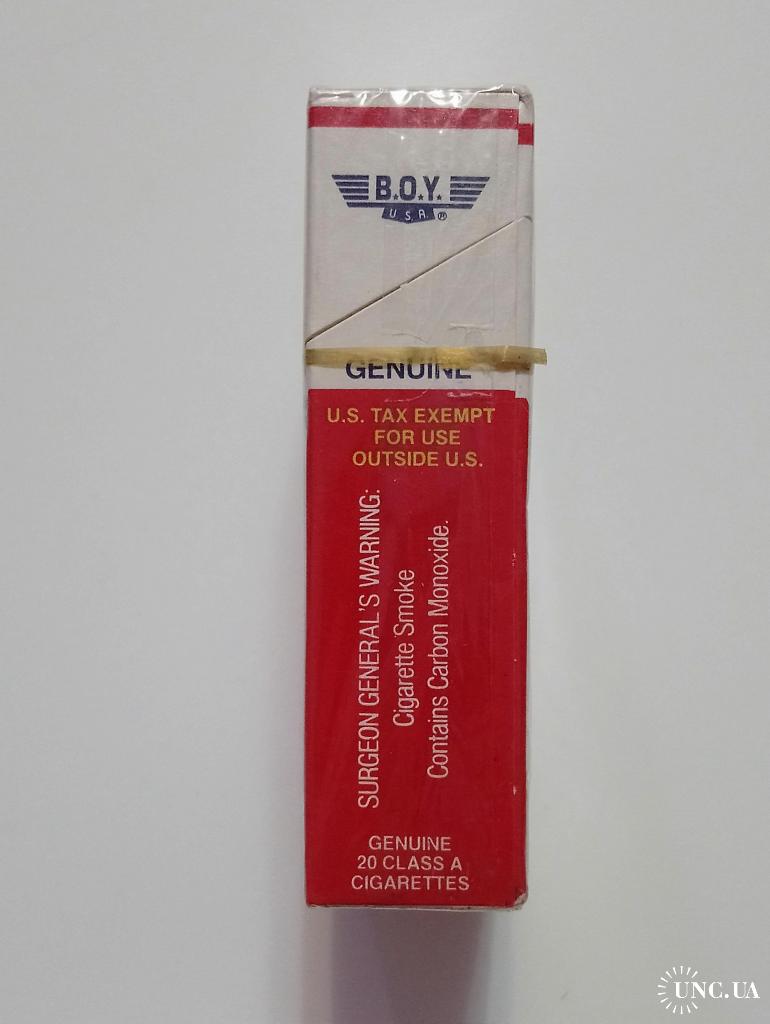 B.O.Y.
U.S.A. ®
GENUINE
U.S. TAX EXEMPT
FOR USE
OUTSIDE U.S.
SURGEON GENERAL'S WARNING:
Cigarette Smoke
Contains Carbon Monoxide.
GENUINE
20 CLASS A
CIGARETTES
UNC.UA